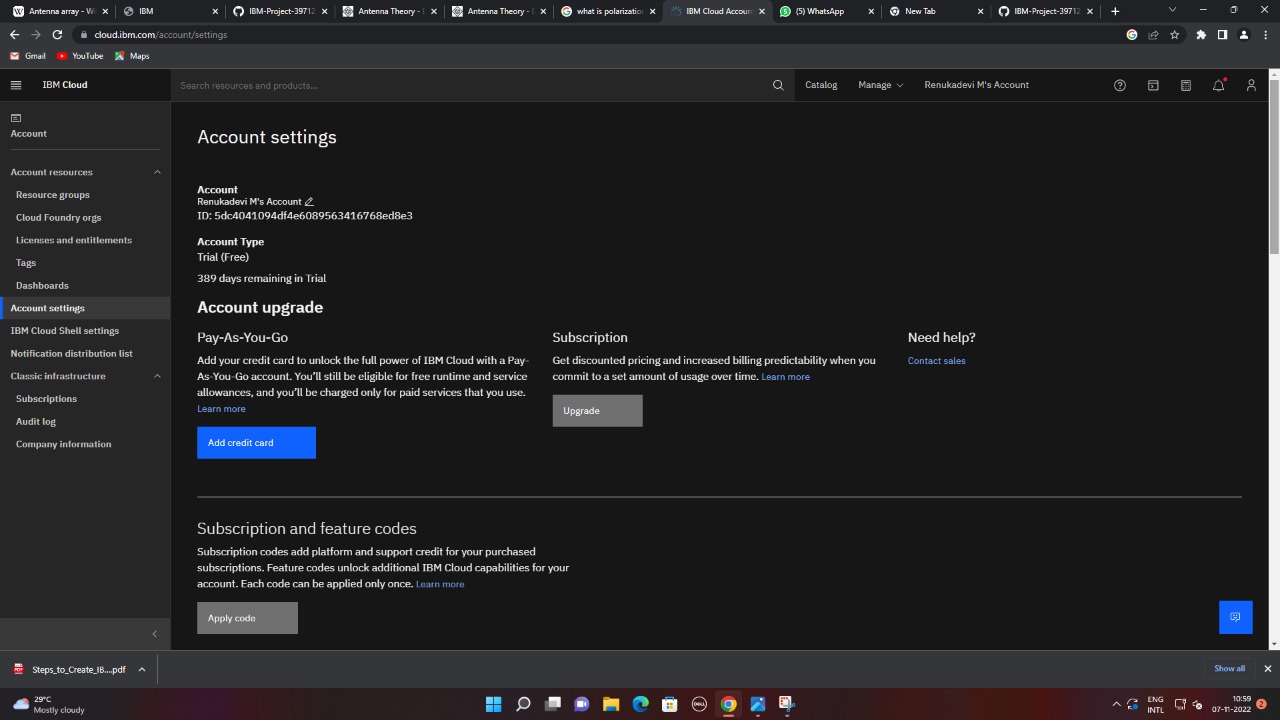 Antenna array - Wi
IBM
IBM-Project-39712
Antenna Theory - E
Antenna Theory - E
what is polarization
IBM Cloud Accoun
(5) WhatsApp
New Tab
IBM-Project-39712
cloud.ibm.com/account/settings
Gmail
YouTube
Maps
IBM Cloud
Search resources and products...
Catalog
Manage
Renukadevi M's Account
Account
Account resources
Resource groups
Cloud Foundry orgs
Licenses and entitlements
Tags
Dashboards
Account settings
IBM Cloud Shell settings
Notification distribution list
Classic infrastructure
Subscriptions
Audit log
Company information
Account settings
Account
Renukadevi M's Account
ID: 5dc4041094df4e6089563416768ed8e3
Account Type
Trial (Free)
389 days remaining in Trial
Account upgrade
Pay-As-You-Go
Add your credit card to unlock the full power of IBM Cloud with a Pay-
As-You-Go account. You’ll still be eligible for free runtime and service
allowances, and you’ll be charged only for paid services that you use.
Learn more
Add credit card
Subscription
Get discounted pricing and increased billing predictability when you
commit to a set amount of usage over time. Learn more
Upgrade
Need help?
Contact sales
Subscription and feature codes
Subscription codes add platform and support credit for your purchased
subscriptions. Feature codes unlock additional IBM Cloud capabilities for your
account. Each code can be applied only once. Learn more
Apply code
Steps_to_Create_IB....pdf
Show all
29°C
Mostly cloudy
DELL
ENG
INTL
10:59
07-11-2022
2